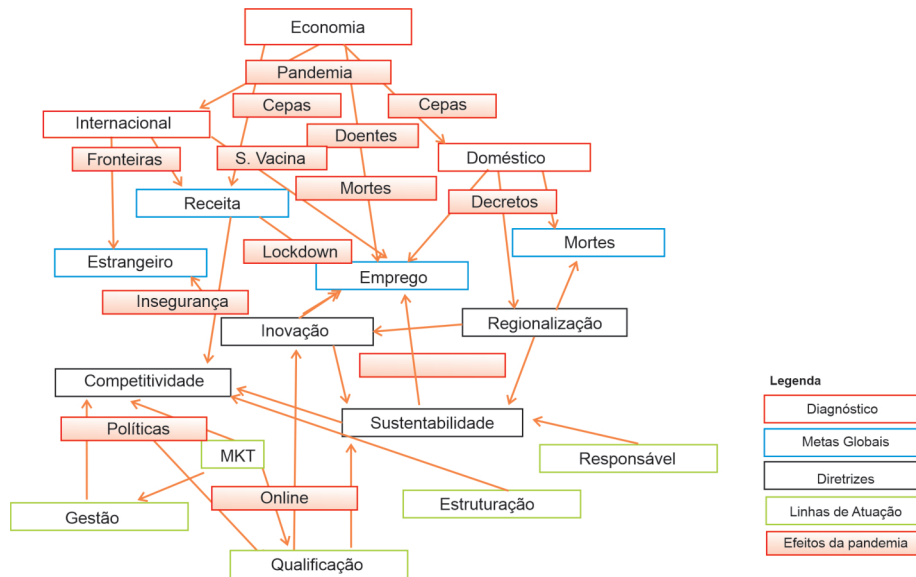 Economia
Pandemia
Cepas
Cepas
Internacional
Doentes
Fronteiras
S. Vacina
Doméstico
Mortes
Receita
Decretos
Mortes
Lockdown
Estrangeiro
Emprego
Insegurança
Inovação
Regionalização
Competitividade
Sustentabilidade
Políticas
MKT
Responsável
Online
Estruturação
Gestão
Qualificação
Legenda
Diagnóstico
Metas Globais
Diretrizes
Linhas de Atuação
Efeitos da pandemia